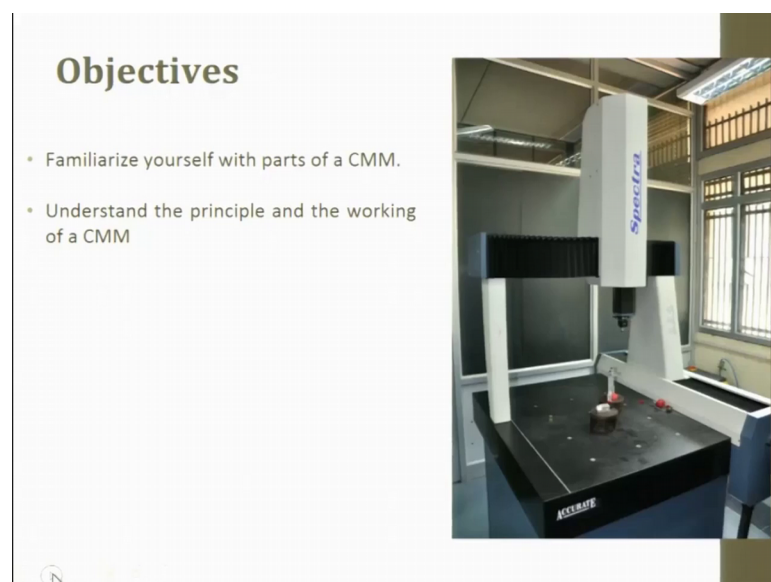 Objectives
• Familiarize yourself with parts of a CMM.
• Understand the principle and the working
of a CMM
Spectra
ACCURATE